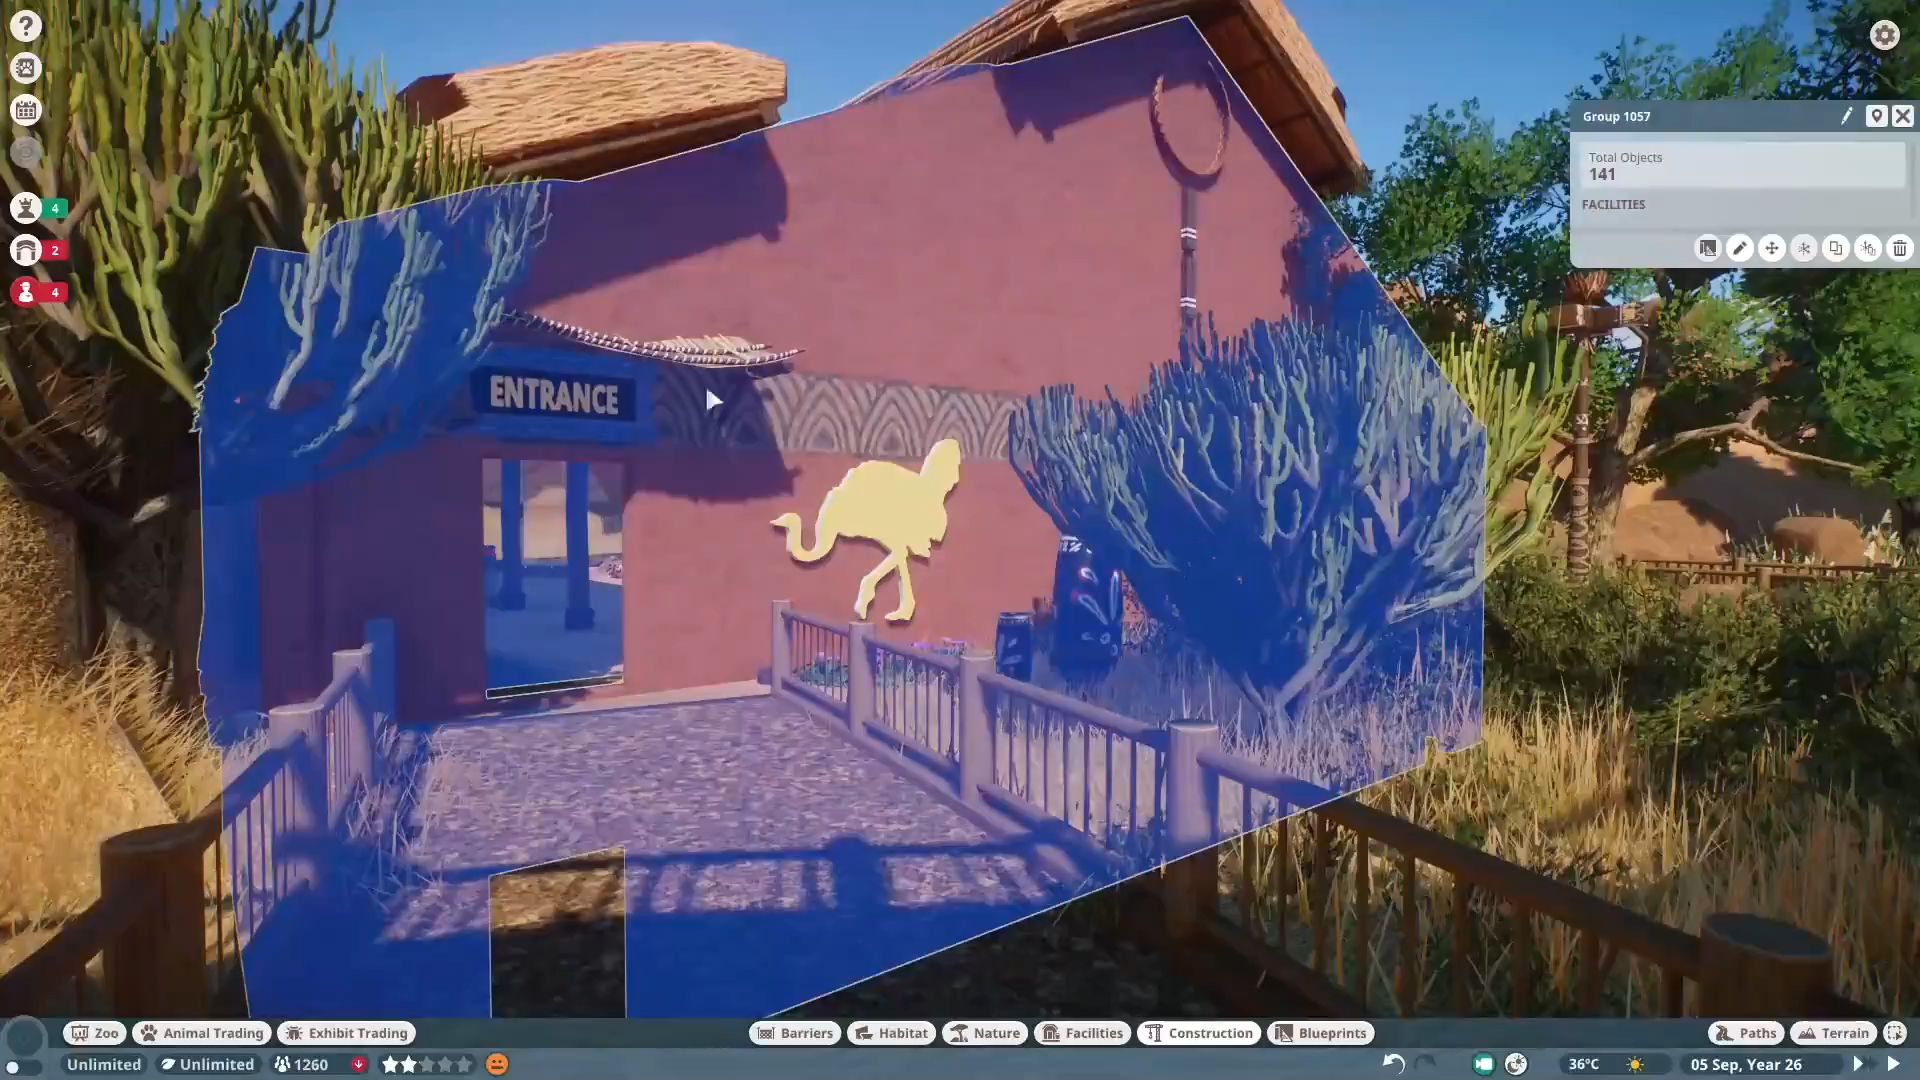 ?
4
2
4
ENTRANCE
Group 1057
Total Objects
141
FACILITIES
Zoo
Animal Trading
Exhibit Trading
Barriers
Habitat
Nature
Facilities
Construction
Blueprints
Paths
Terrain
Unlimited
Unlimited
1260
36°C
05 Sep, Year 26